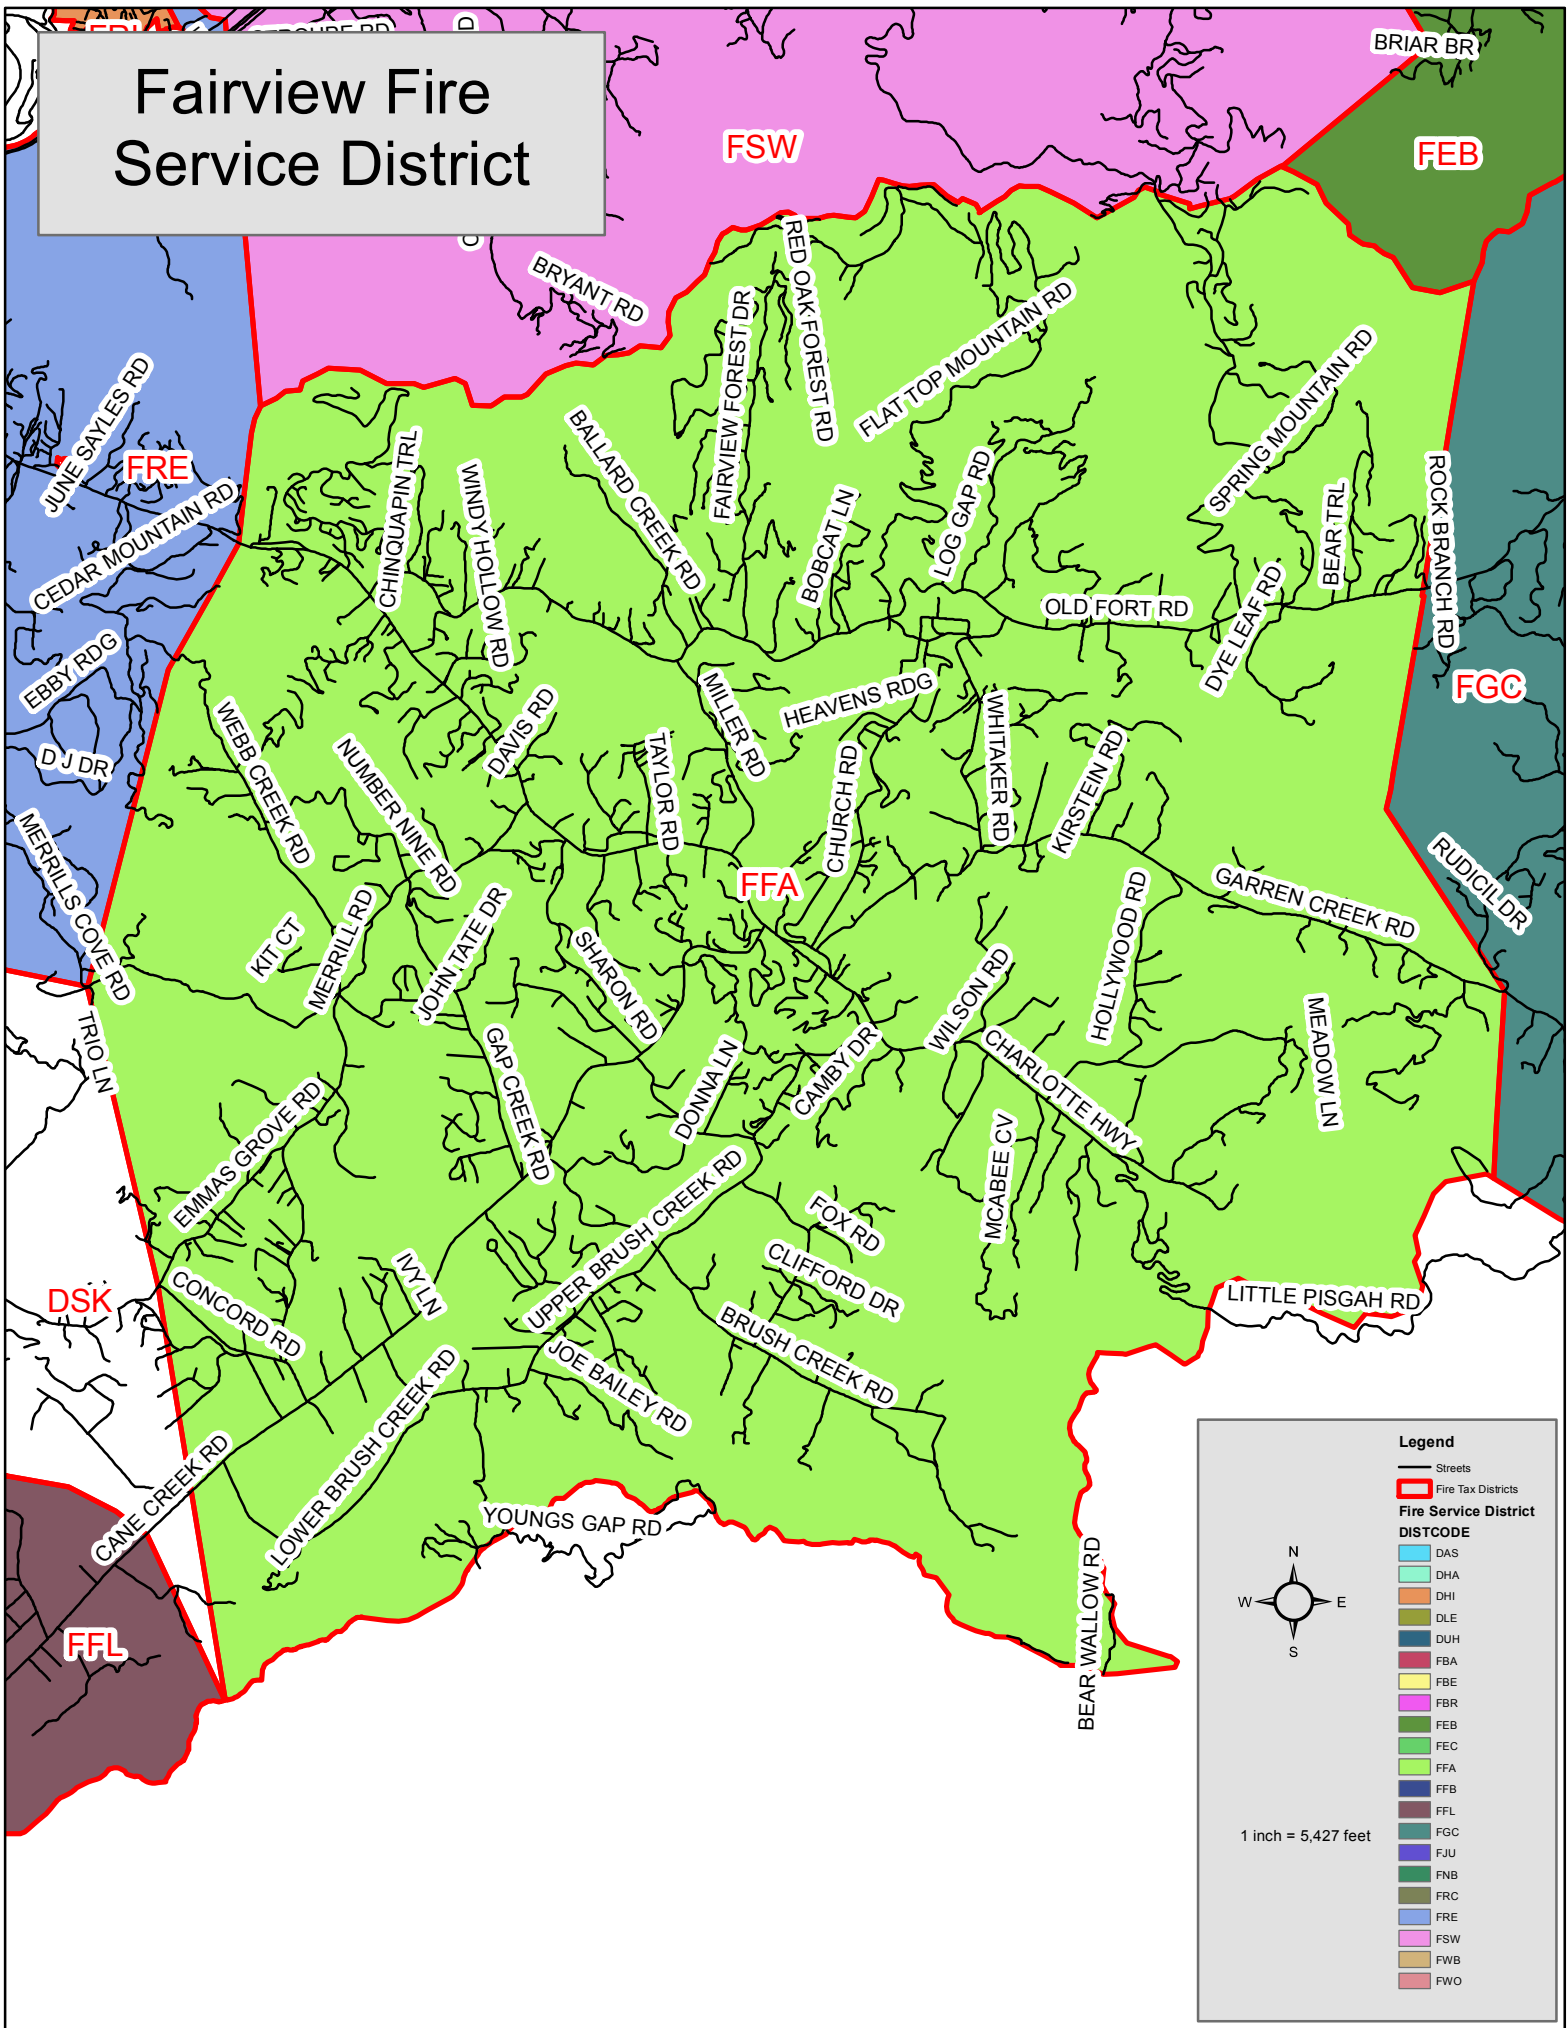 Fairview Fire
Service District
BRIAR BR
FSW
FEB
BRYANT RD
RED OAK FOREST RD
FAIRVIEW FOREST DR
FLAT TOP MOUNTAIN RD
SPRING MOUNTAIN RD
JUNE SAYLES RD
FRE
CEDAR MOUNTAIN RD
CHINQUAPIN TRL
WINDY HOLLOW RD
BALLARD CREEK RD
BOBCAT LN
LOG GAP RD
BEAR TRL
ROCK BRANCH RD
OLD FORT RD
DYE LEAF RD
EBBY RDG
D J DR
FGC
HEAVENS RDG
MILLER RD
DAVIS RD
WEBB CREEK RD
NUMBER NINE RD
TAYLOR RD
CHURCH RD
WHITAKER RD
KIRSTEIN RD
MERRILLS COVE RD
FFA
GARREN CREEK RD
RUDICIL DR
KIT CT
MERRILL RD
JOHN TATE DR
SHARON RD
WILSON RD
HOLLYWOOD RD
MEADOW LN
TRIO LN
GAP CREEK RD
DONNA LN
CAMBY DR
CHARLOTTE HWY
EMMAS GROVE RD
MCABEE CV
UPPER BRUSH CREEK RD
FOX RD
CLIFFORD DR
DSK
CONCORD RD
IVY LN
LITTLE PISGAH RD
BRUSH CREEK RD
JOE BAILEY RD
LOWER BRUSH CREEK RD
CANE CREEK RD
YOUNGS GAP RD
BEAR WALLOW RD
FFL
Legend
Streets
Fire Tax Districts
Fire Service District
DISTCODE
DAS
DHA
DHI
DLE
DUH
FBA
FBE
FBR
FEB
FEC
FFA
FFB
FFL
FGC
FJU
FNB
FRC
FRE
FSW
FWB
FWO
N
W
E
S
1 inch = 5,427 feet